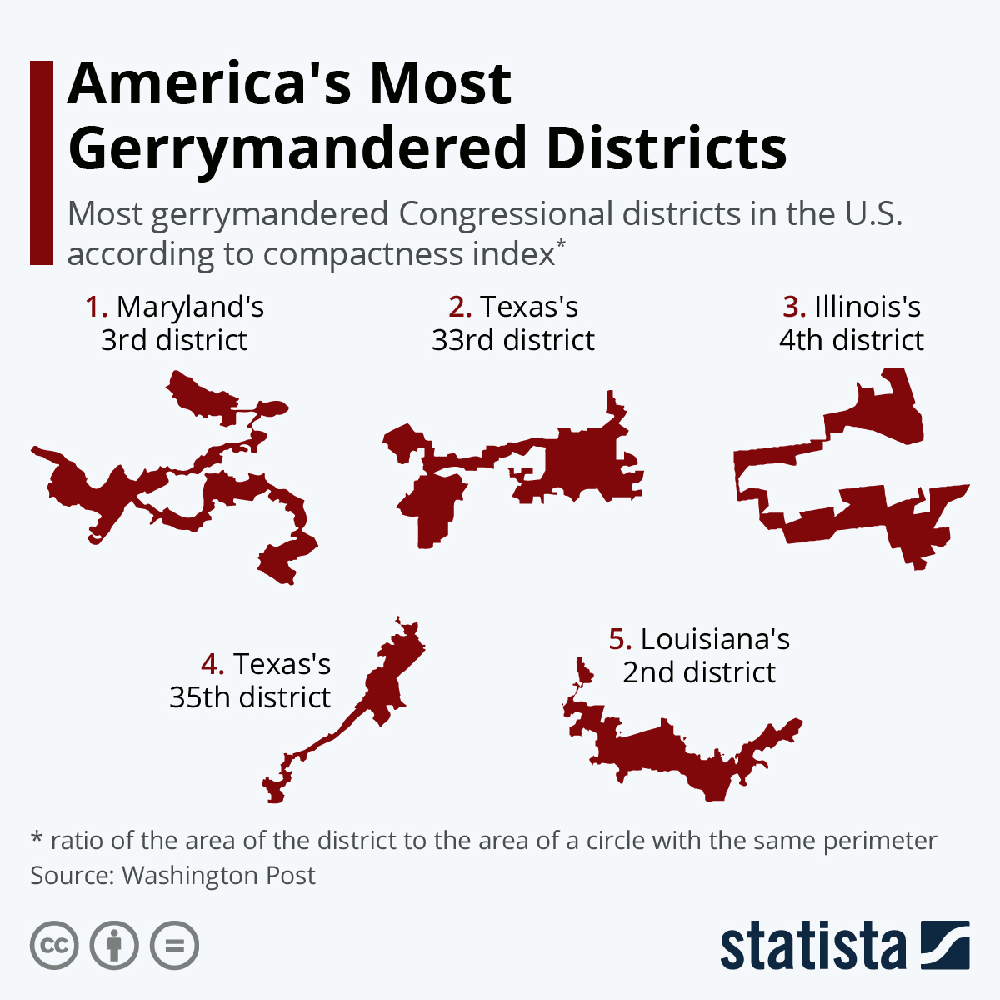 America's Most
Gerrymandered Districts
Most gerrymandered Congressional districts in the U.S.
according to compactness index*
1. Maryland's
3rd district
2. Texas's
33rd district
3. Illinois's
4th district
4. Texas's
35th district
5. Louisiana's
2nd district
* ratio of the area of the district to the area of a circle with the same perimeter
Source: Washington Post
cc
statista